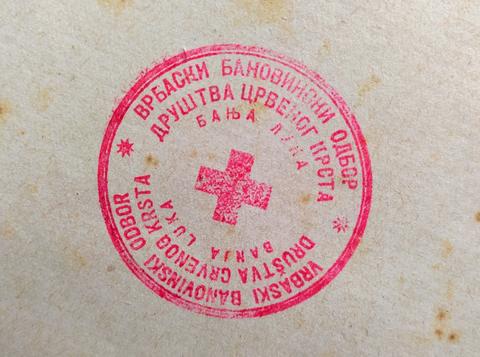 ВРБАСКИ БАНОВИНСКИ ОДБОР
ДРУШТВА ЦРВЕНОГ КРСТА
БАЊА ЛУКА
VRBASKI BANOVINSKI ODBOR
DRUŠTVA CRVENOG KRSTA
BANJA LUKA